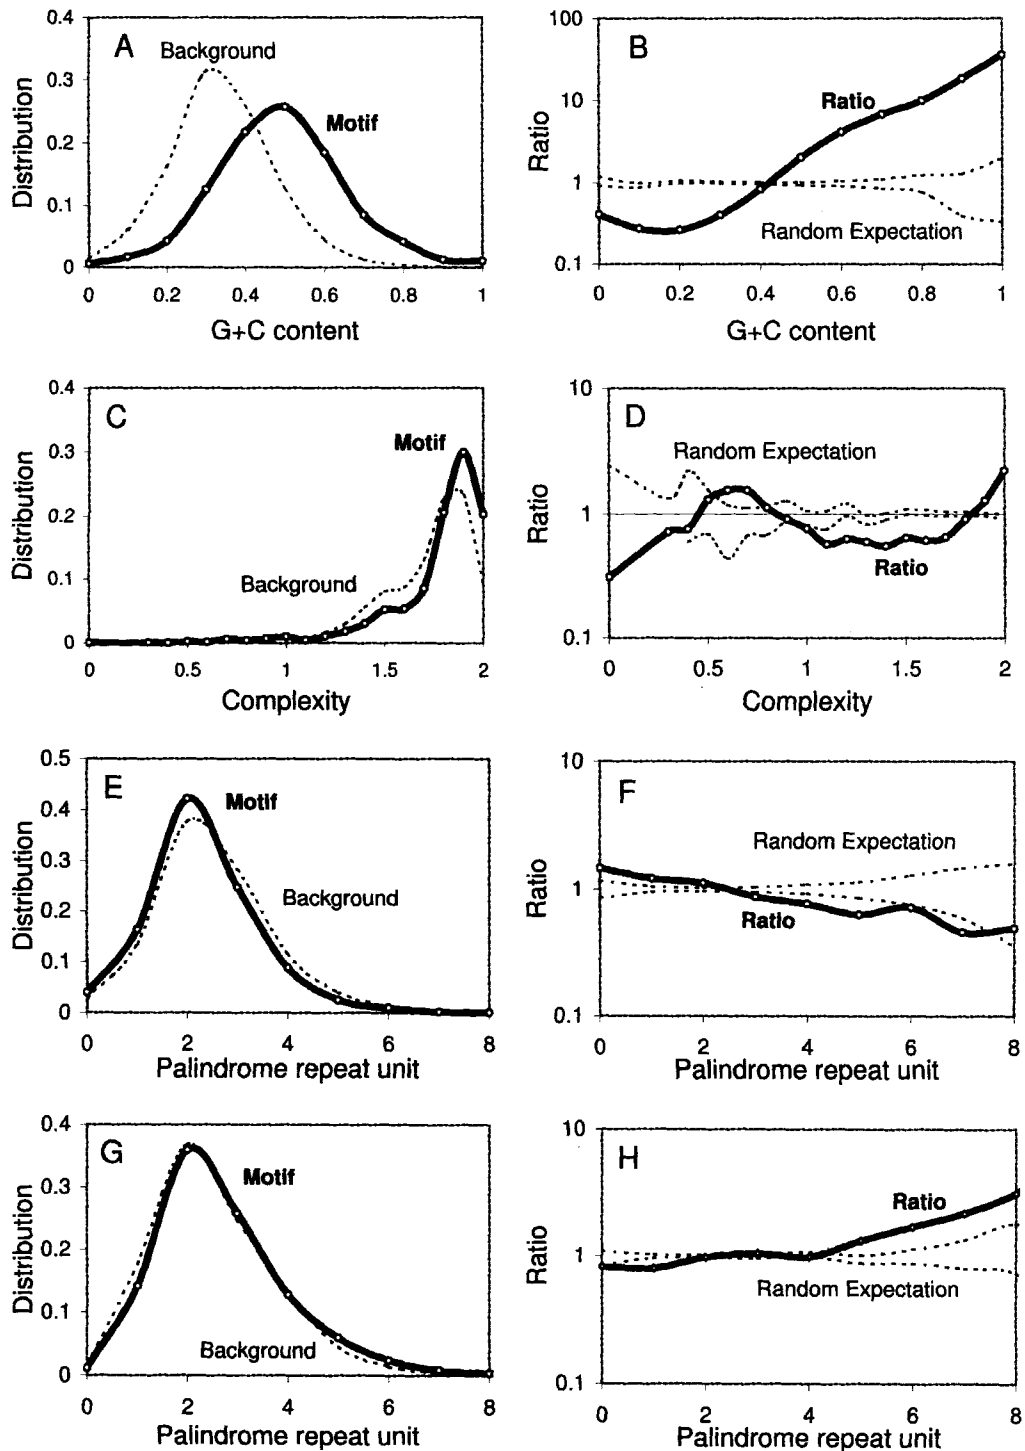 A
Background
Motif
Distribution
0.4
0.3
0.2
0.1
0
0 0.2 0.4 0.6 0.8 1
G+C content
B
Ratio
Random Expectation
Ratio
100
10
1
0.1
0 0.2 0.4 0.6 0.8 1
G+C content
C
Motif
Background
Distribution
0.4
0.3
0.2
0.1
0
0 0.5 1 1.5 2
Complexity
D
Random Expectation
Ratio
Ratio
10
1
0.1
0 0.5 1 1.5 2
Complexity
E
Motif
Background
Distribution
0.5
0.4
0.3
0.2
0.1
0
0 2 4 6 8
Palindrome repeat unit
F
Random Expectation
Ratio
Ratio
10
1
0.1
0 2 4 6 8
Palindrome repeat unit
G
Motif
Background
Distribution
0.4
0.3
0.2
0.1
0
0 2 4 6 8
Palindrome repeat unit
H
Ratio
Random Expectation
Ratio
10
1
0.1
0 2 4 6 8
Palindrome repeat unit